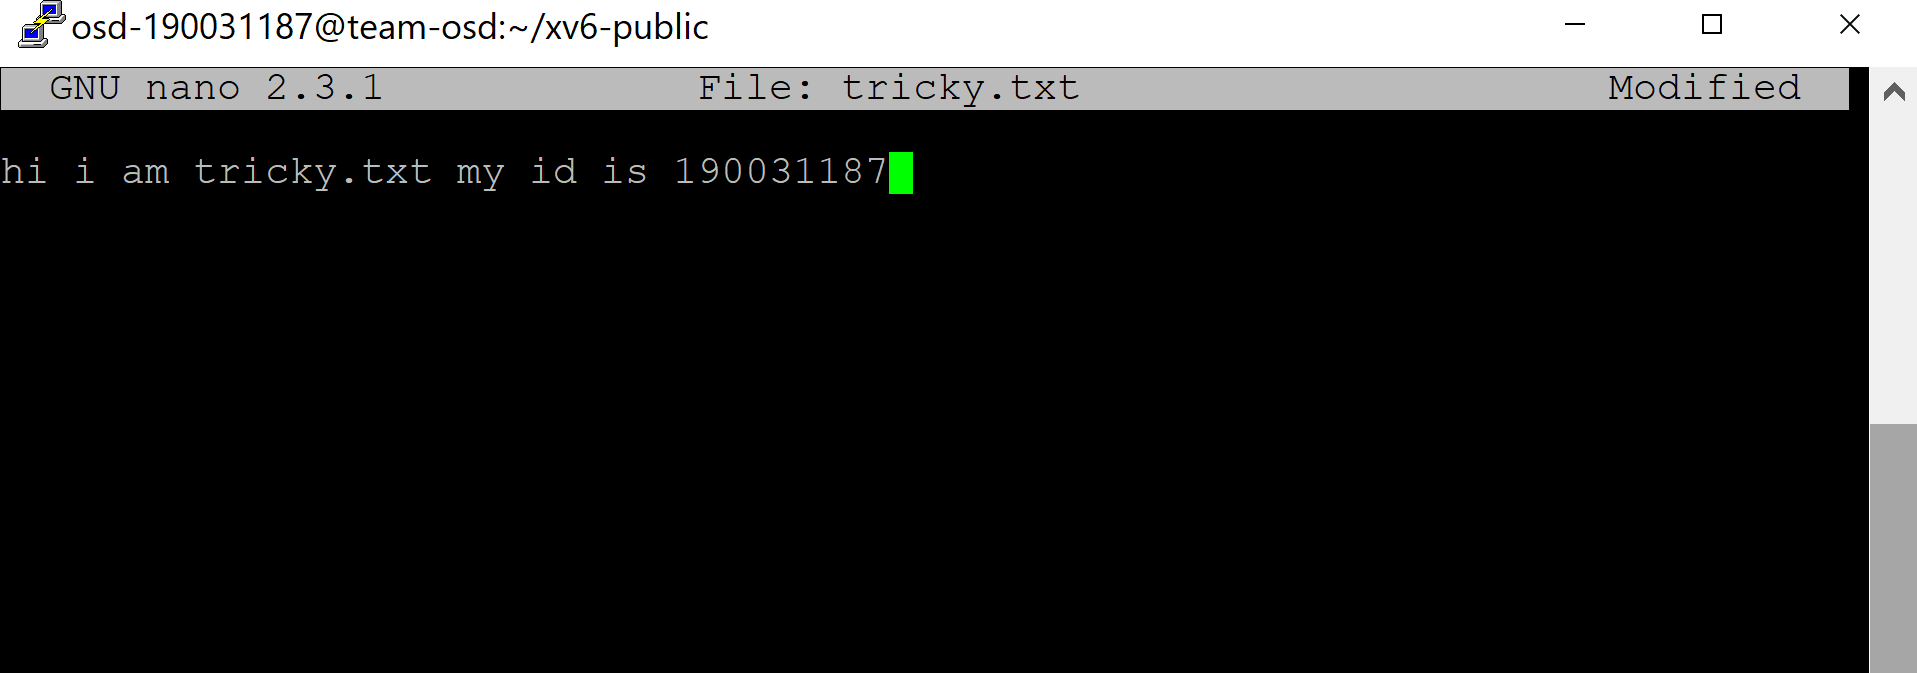 osd-190031187@team-osd:~/xv6-public
GNU nano 2.3.1 File: tricky.txt Modified
hi i am tricky.txt my id is 190031187